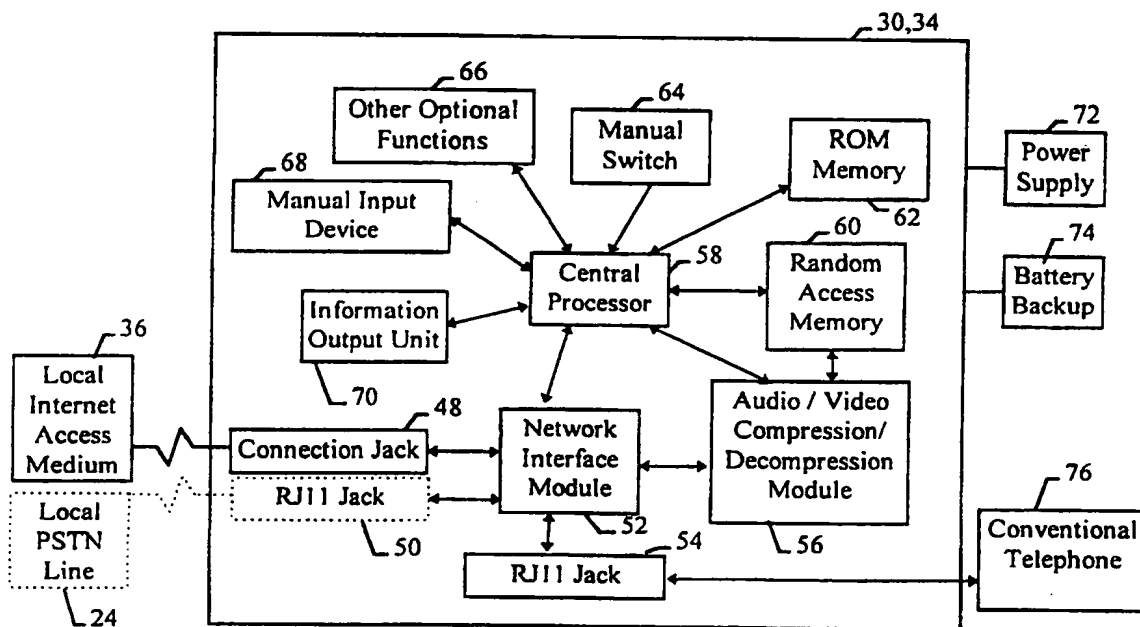 30,34
66
Other Optional
Functions
64
Manual
Switch
ROM
Memory
62
72
Power
Supply
68
Manual Input
Device
60
Random
Access
Memory
74
Battery
Backup
58
Central
Processor
Information
Output Unit
70
36
Local
Internet
Access
Medium
48
Connection Jack
RJ11 Jack
50
Local
PSTN
Line
24
Network
Interface
Module
52
Audio / Video
Compression/
Decompression
Module
56
54
RJ11 Jack
76
Conventional
Telephone